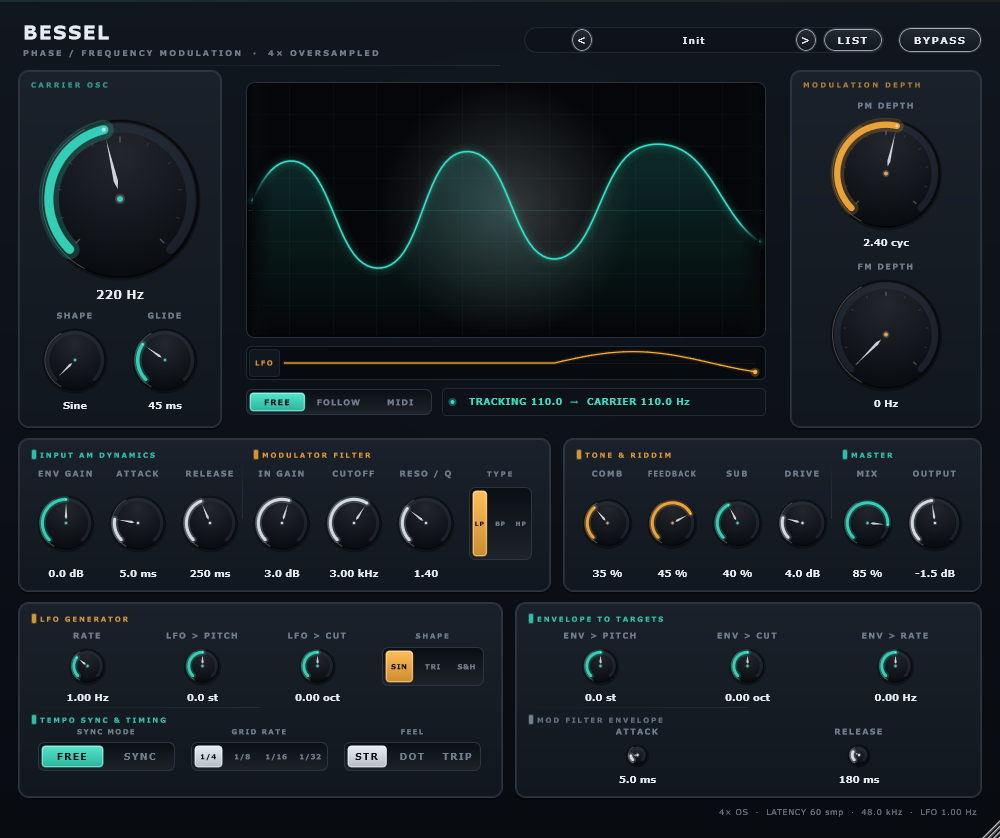 BESSEL
PHASE / FREQUENCY MODULATION · 4x OVERSAMPLED
< Init > LIST BYPASS
CARRIER OSC
220 Hz
SHAPE GLIDE
Sine 45 ms
LFO
FREE FOLLOW MIDI
TRACKING 110.0 → CARRIER 110.0 Hz
MODULATION DEPTH
PM DEPTH
2.40 cyc
FM DEPTH
0 Hz
INPUT AM DYNAMICS MODULATOR FILTER
ENV GAIN ATTACK RELEASE IN GAIN CUTOFF RESO / Q TYPE
LP BP HP
0.0 dB 5.0 ms 250 ms 3.0 dB 3.00 kHz 1.40
TONE & RIDDIM MASTER
COMB FEEDBACK SUB DRIVE MIX OUTPUT
35 % 45 % 40 % 4.0 dB 85 % -1.5 dB
LFO GENERATOR
RATE LFO > PITCH LFO > CUT SHAPE
SIN TRI S&H
1.00 Hz 0.0 st 0.00 oct
TEMPO SYNC & TIMING
SYNC MODE GRID RATE FEEL
FREE SYNC 1/4 1/8 1/16 1/32 STR DOT TRIP
ENVELOPE TO TARGETS
ENV > PITCH ENV > CUT ENV > RATE
0.0 st 0.00 oct 0.00 Hz
MOD FILTER ENVELOPE
ATTACK RELEASE
5.0 ms 180 ms
4x OS · LATENCY 60 smp · 48.0 kHz · LFO 1.00 Hz